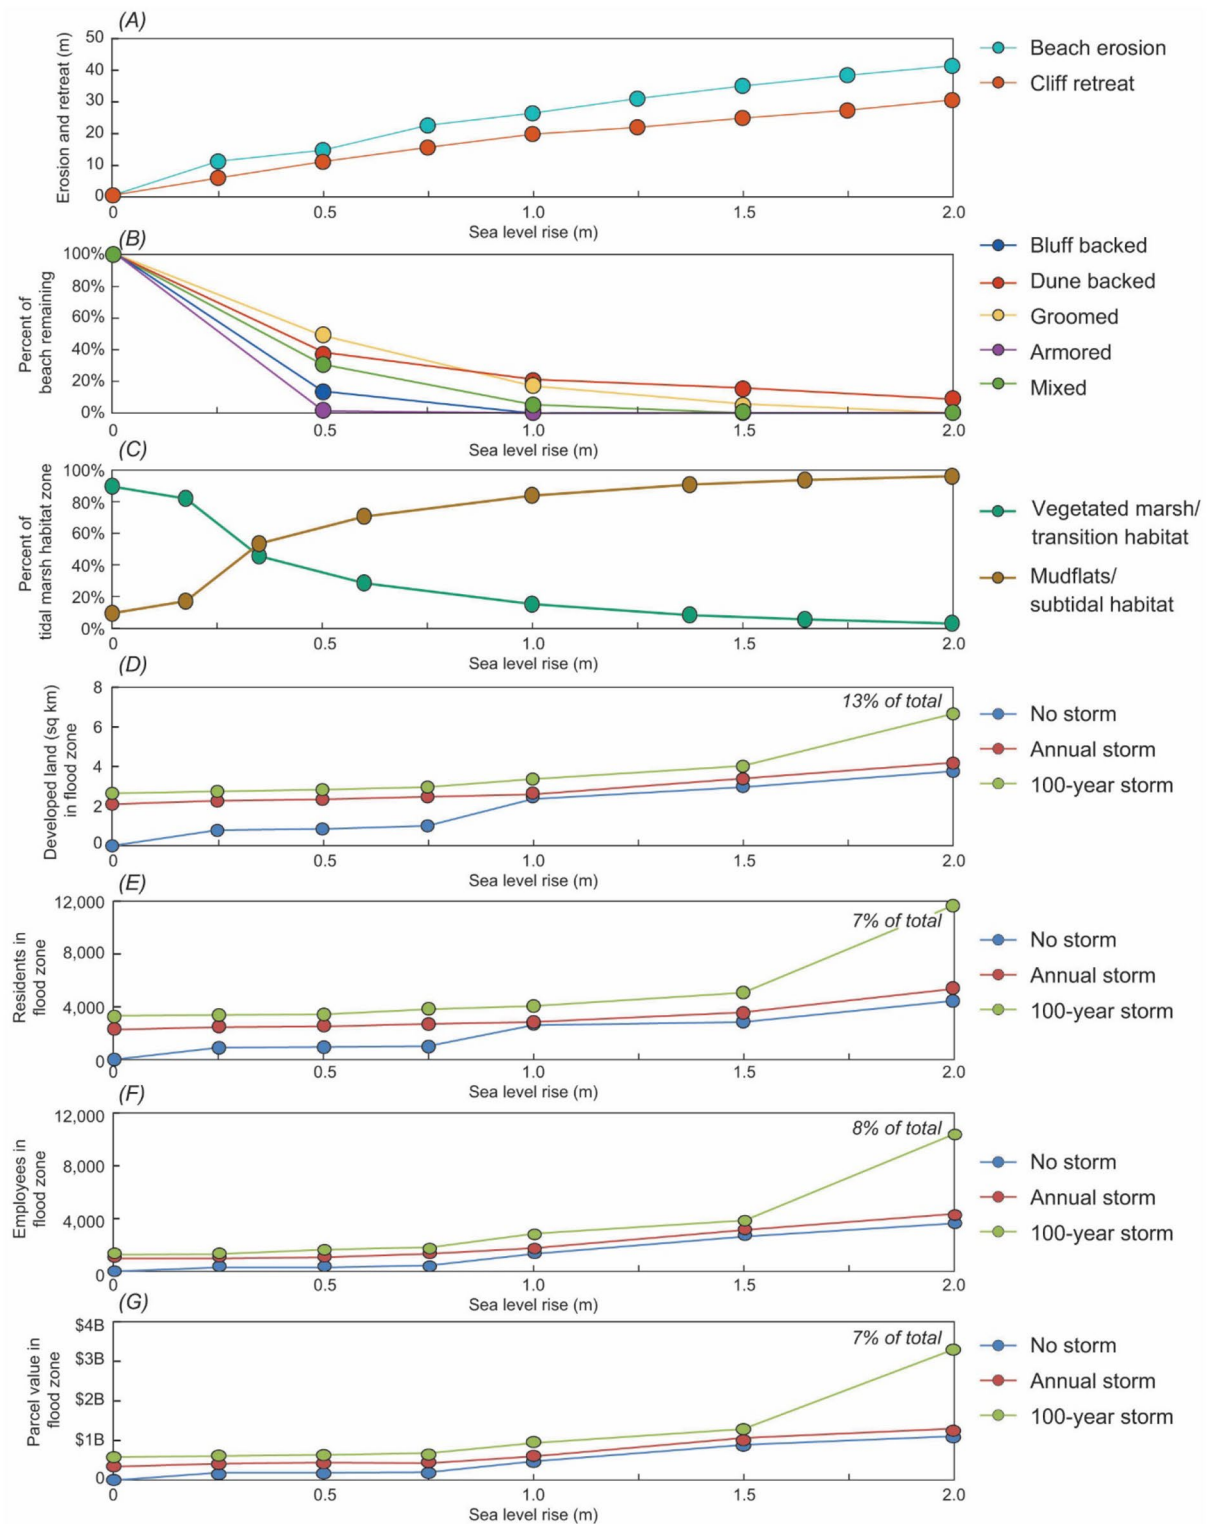 (A)
Erosion and retreat (m)
50
40
30
20
10
0
0
0.5
1.0
1.5
2.0
Sea level rise (m)
Beach erosion
Cliff retreat
(B)
Percent of
beach remaining
100%
80%
60%
40%
20%
0%
0
0.5
1.0
1.5
2.0
Sea level rise (m)
Bluff backed
Dune backed
Groomed
Armored
Mixed
(C)
Percent of
tidal marsh habitat zone
100%
80%
60%
40%
20%
0%
0
0.5
1.0
1.5
2.0
Sea level rise (m)
Vegetated marsh/
transition habitat
Mudflats/
subtidal habitat
(D)
Developed land (sq km)
in flood zone
8
6
4
2
0
0
0.5
1.0
1.5
2.0
Sea level rise (m)
13% of total
No storm
Annual storm
100-year storm
(E)
Residents in
flood zone
12,000
8,000
4,000
0
0
0.5
1.0
1.5
2.0
Sea level rise (m)
7% of total
No storm
Annual storm
100-year storm
(F)
Employees in
flood zone
12,000
8,000
4,000
0
0
0.5
1.0
1.5
2.0
Sea level rise (m)
8% of total
No storm
Annual storm
100-year storm
(G)
Parcel value in
flood zone
$4B
$3B
$2B
$1B
0
0
0.5
1.0
1.5
2.0
Sea level rise (m)
7% of total
No storm
Annual storm
100-year storm